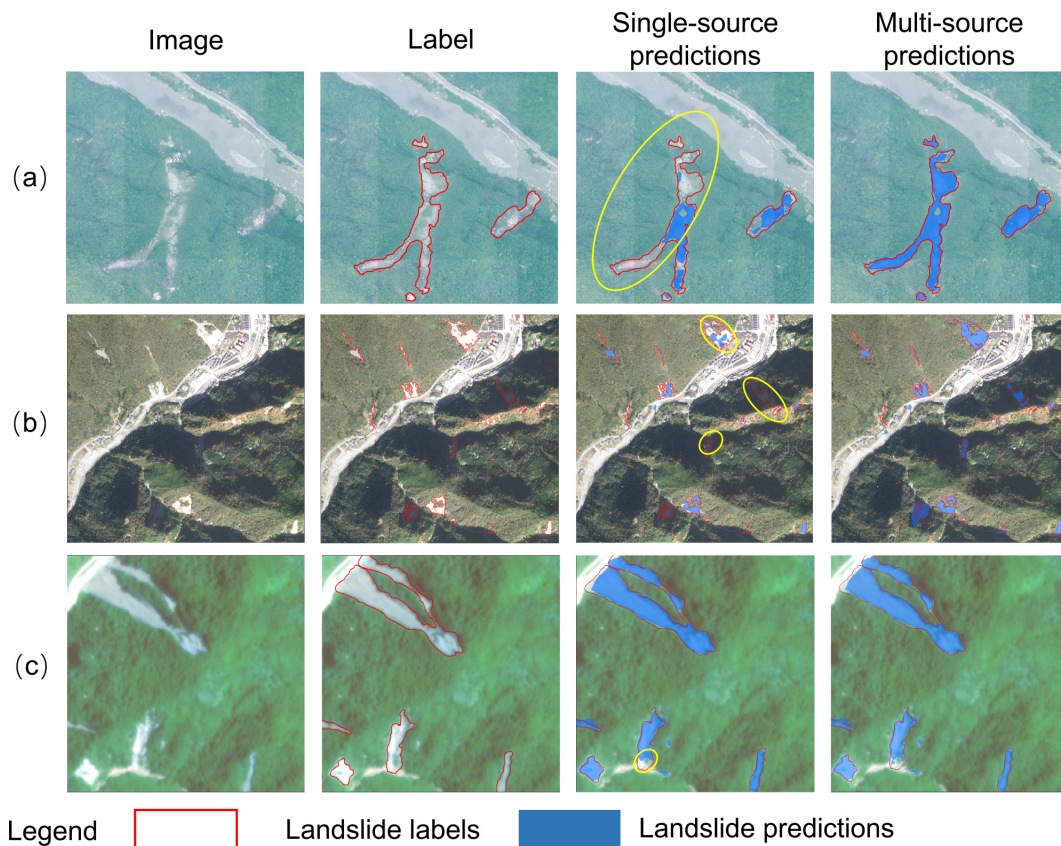 Image
Label
Single-source
predictions
Multi-source
predictions
(a)
(b)
(c)
Legend
Landslide labels
Landslide predictions